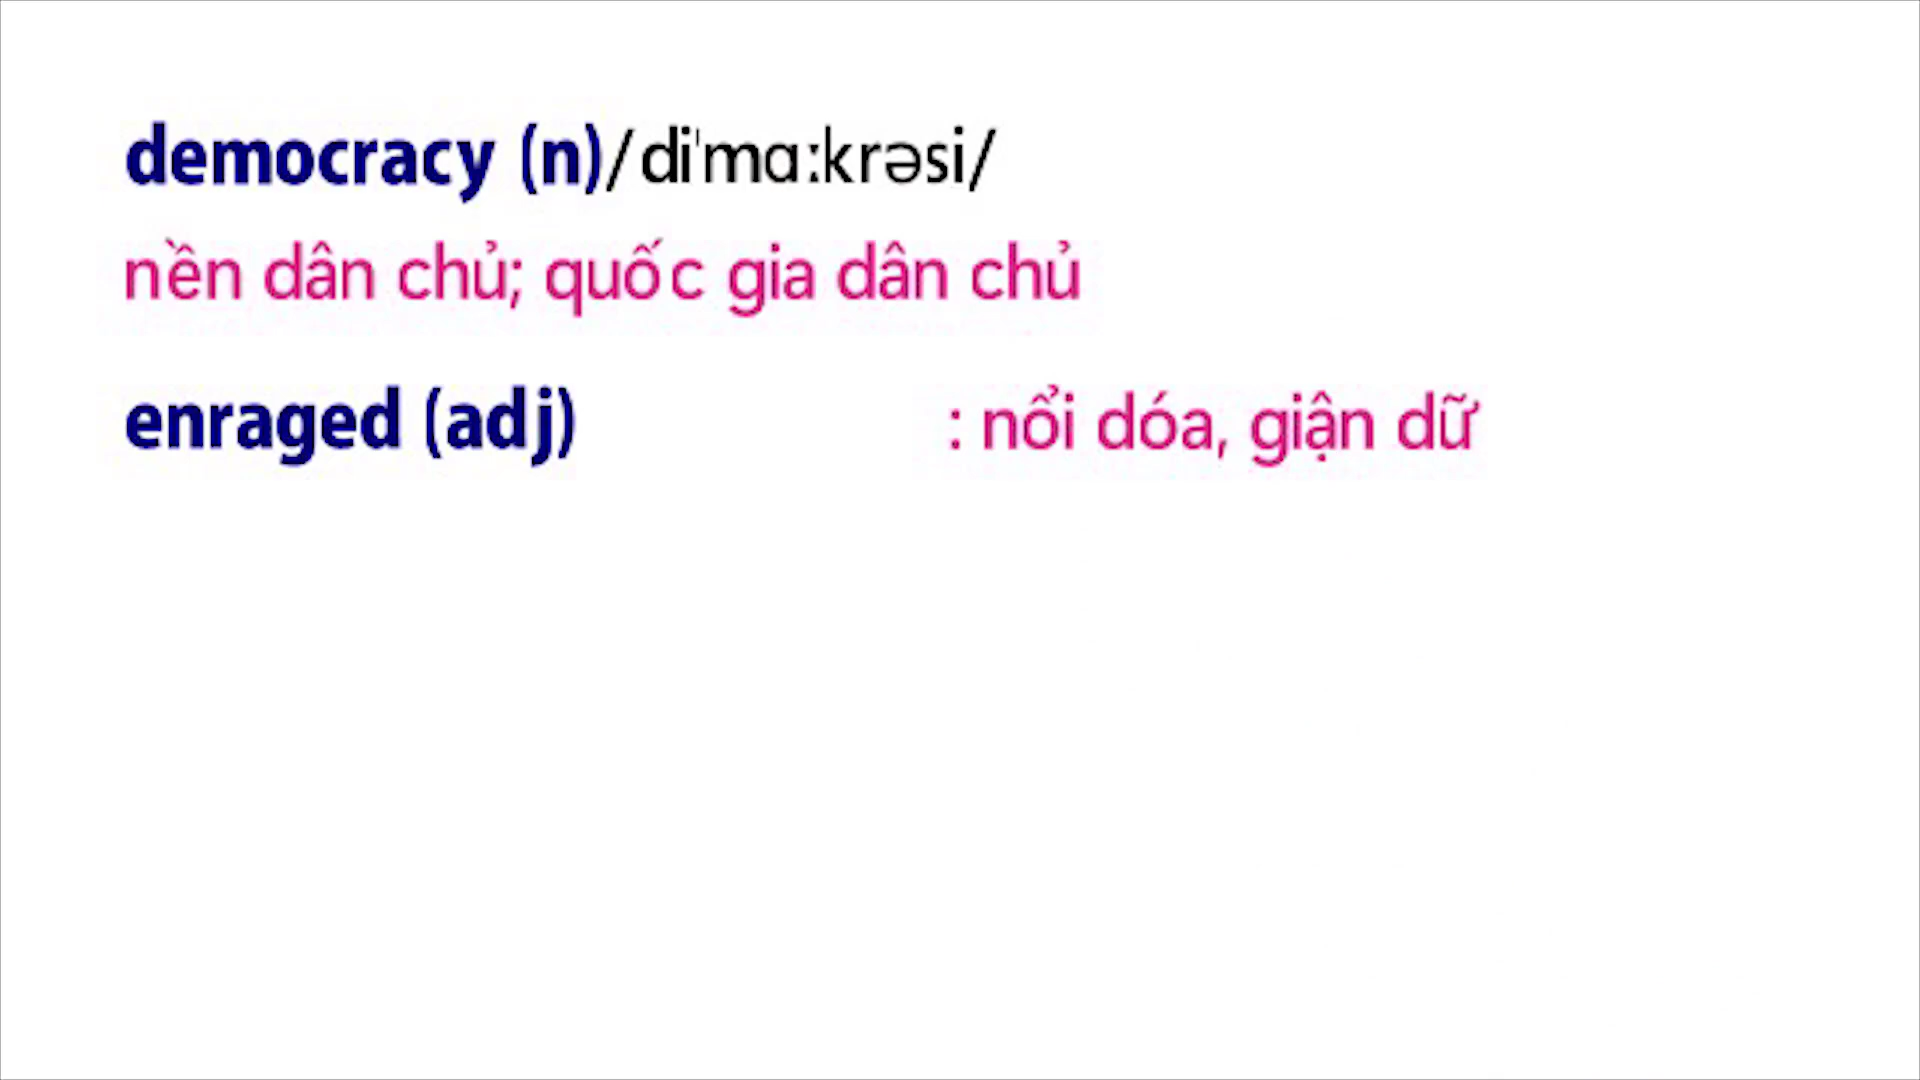 democracy (n)/diˈmɑːkrəsi/
nền dân chủ; quốc gia dân chủ
enraged (adj) : nổi dóa, giận dữ